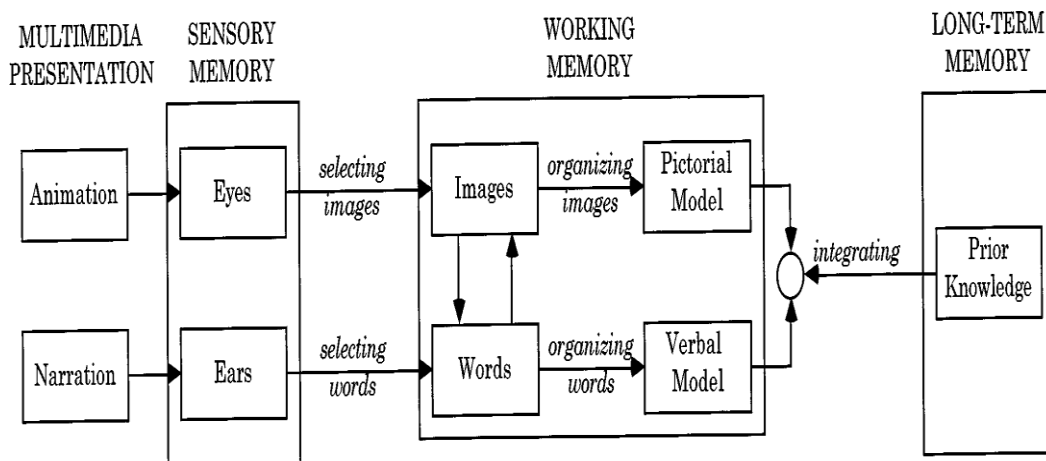 MULTIMEDIA
PRESENTATION
SENSORY
MEMORY
WORKING
MEMORY
LONG-TERM
MEMORY
Animation
Eyes
selecting
images
Images
organizing
images
Pictorial
Model
integrating
Prior
Knowledge
Narration
Ears
selecting
words
Words
organizing
words
Verbal
Model